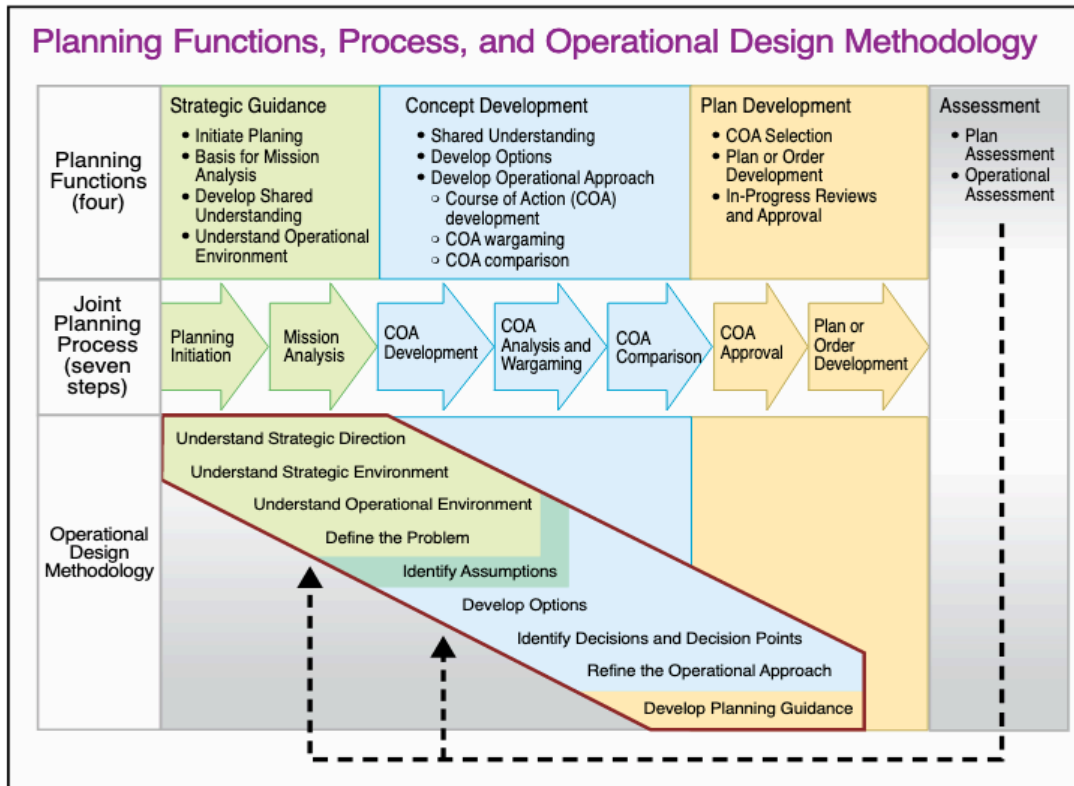 Planning Functions, Process, and Operational Design Methodology
Planning
Functions
(four)
Strategic Guidance
• Initiate Planing
• Basis for Mission
Analysis
• Develop Shared
Understanding
• Understand Operational
Environment
Concept Development
• Shared Understanding
• Develop Options
• Develop Operational Approach
○ Course of Action (COA)
development
○ COA wargaming
○ COA comparison
Plan Development
• COA Selection
• Plan or Order
Development
• In-Progress Reviews
and Approval
Assessment
• Plan
Assessment
• Operational
Assessment
Joint
Planning
Process
(seven
steps)
Planning
Initiation
Mission
Analysis
COA
Development
COA
Analysis and
Wargaming
COA
Comparison
COA
Approval
Plan or
Order
Development
Operational
Design
Methodology
Understand Strategic Direction
Understand Strategic Environment
Understand Operational Environment
Define the Problem
Identify Assumptions
Develop Options
Identify Decisions and Decision Points
Refine the Operational Approach
Develop Planning Guidance